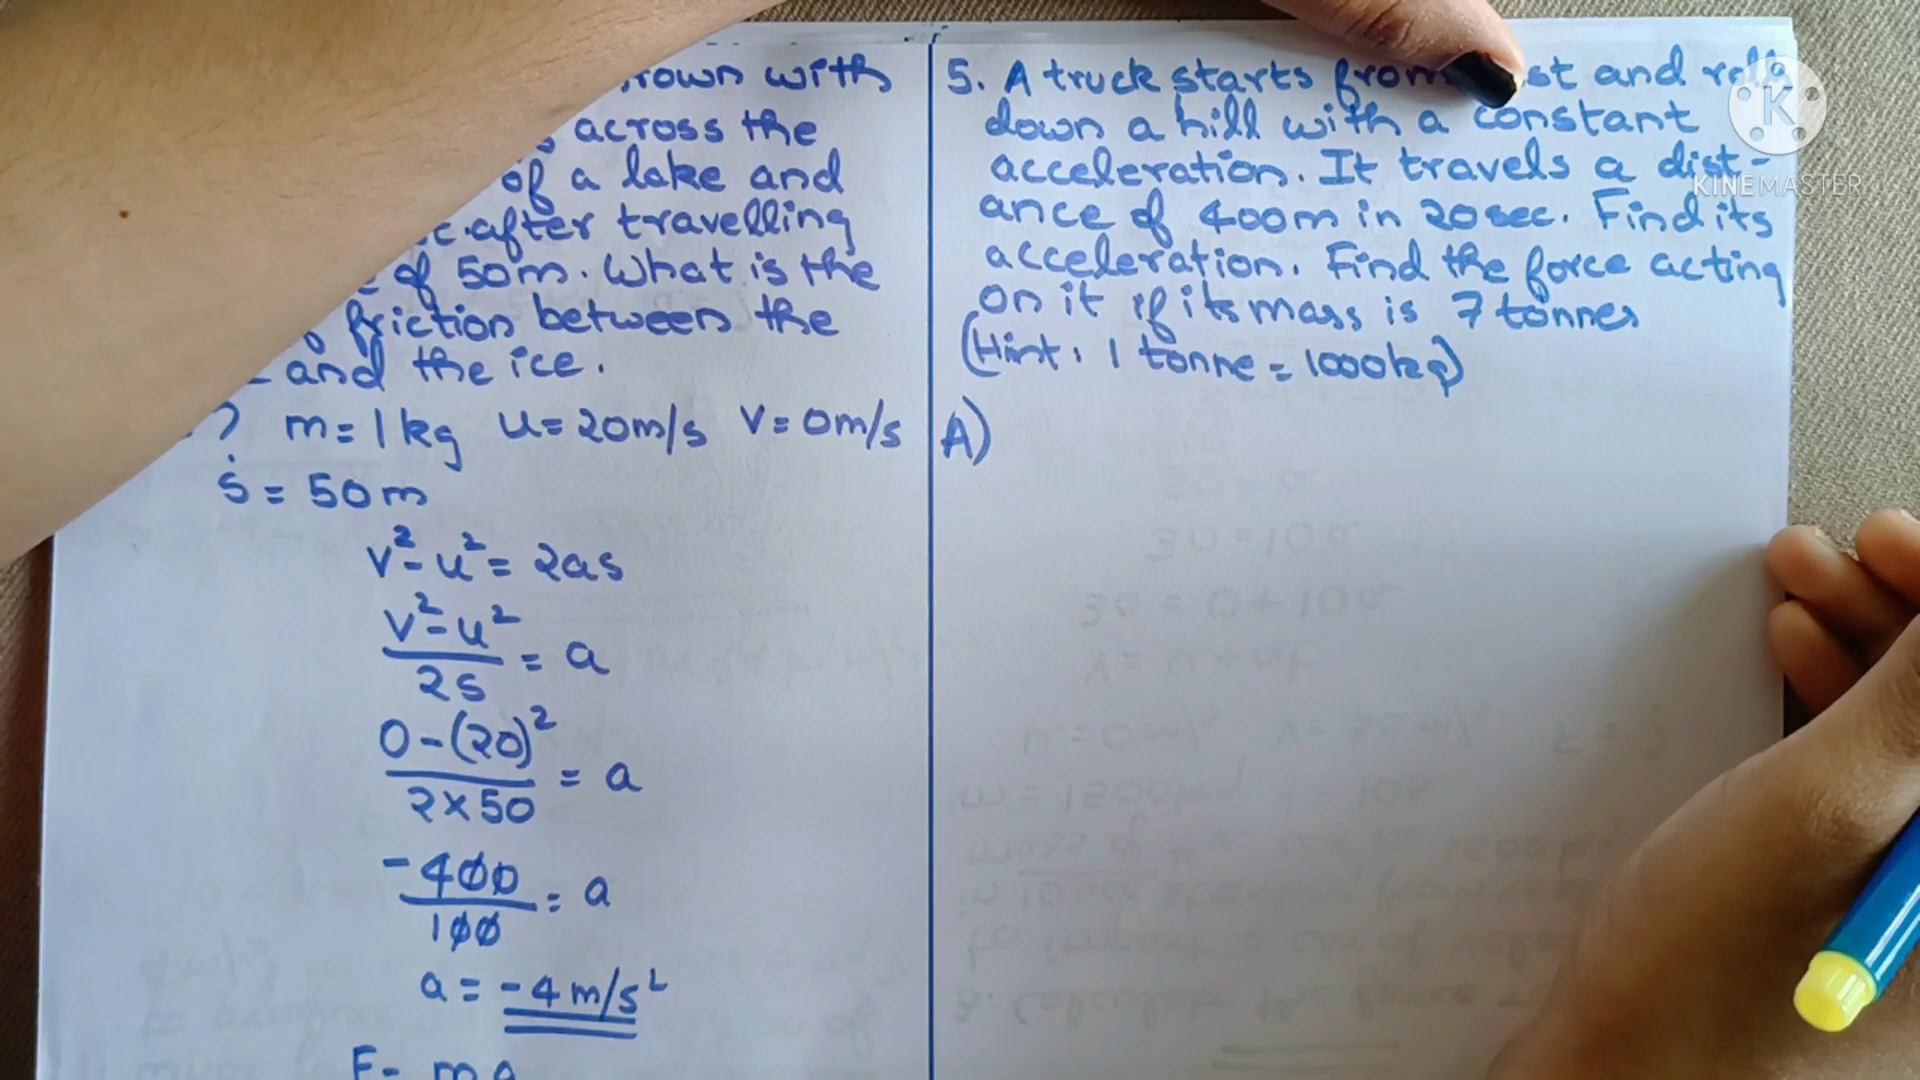 with
across the
of a lake and
after travelling
of 50m. What is the
friction between the
and the ice.
m = 1kg u = 20m/s v = 0m/s
s = 50m
v² - u² = 2as
v² - u²
2s
= a
0 - (20)²
2 × 50
= a
-400
100
= a
a = -4 m/s²
F = ma
5. A truck starts from and rolls
down a hill with a constant
acceleration. It travels a dist-
ance of 400m in 20sec. Find its
acceleration. Find the force acting
on it if its mass is 7 tonnes
(Hint: 1 tonne = 1000kg)
A)
K
KINEMASTER